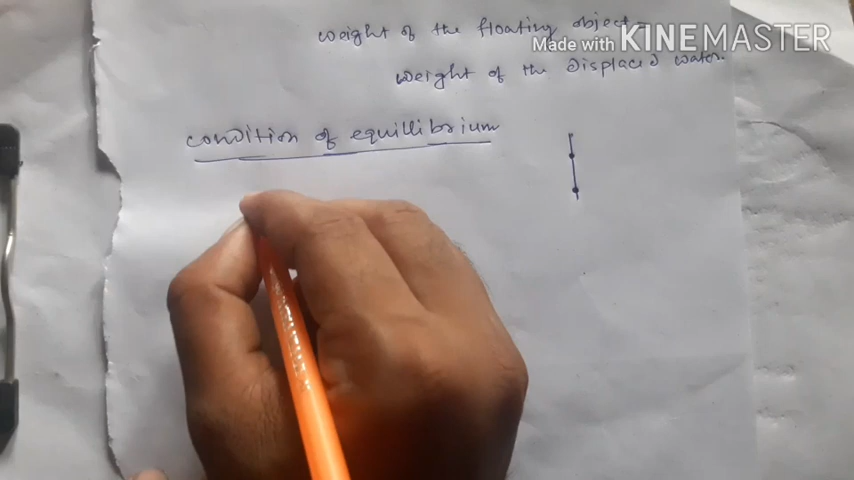 weight of the floating object =
Made with KINEMASTER
weight of the displaced water.
condition of equillibrium